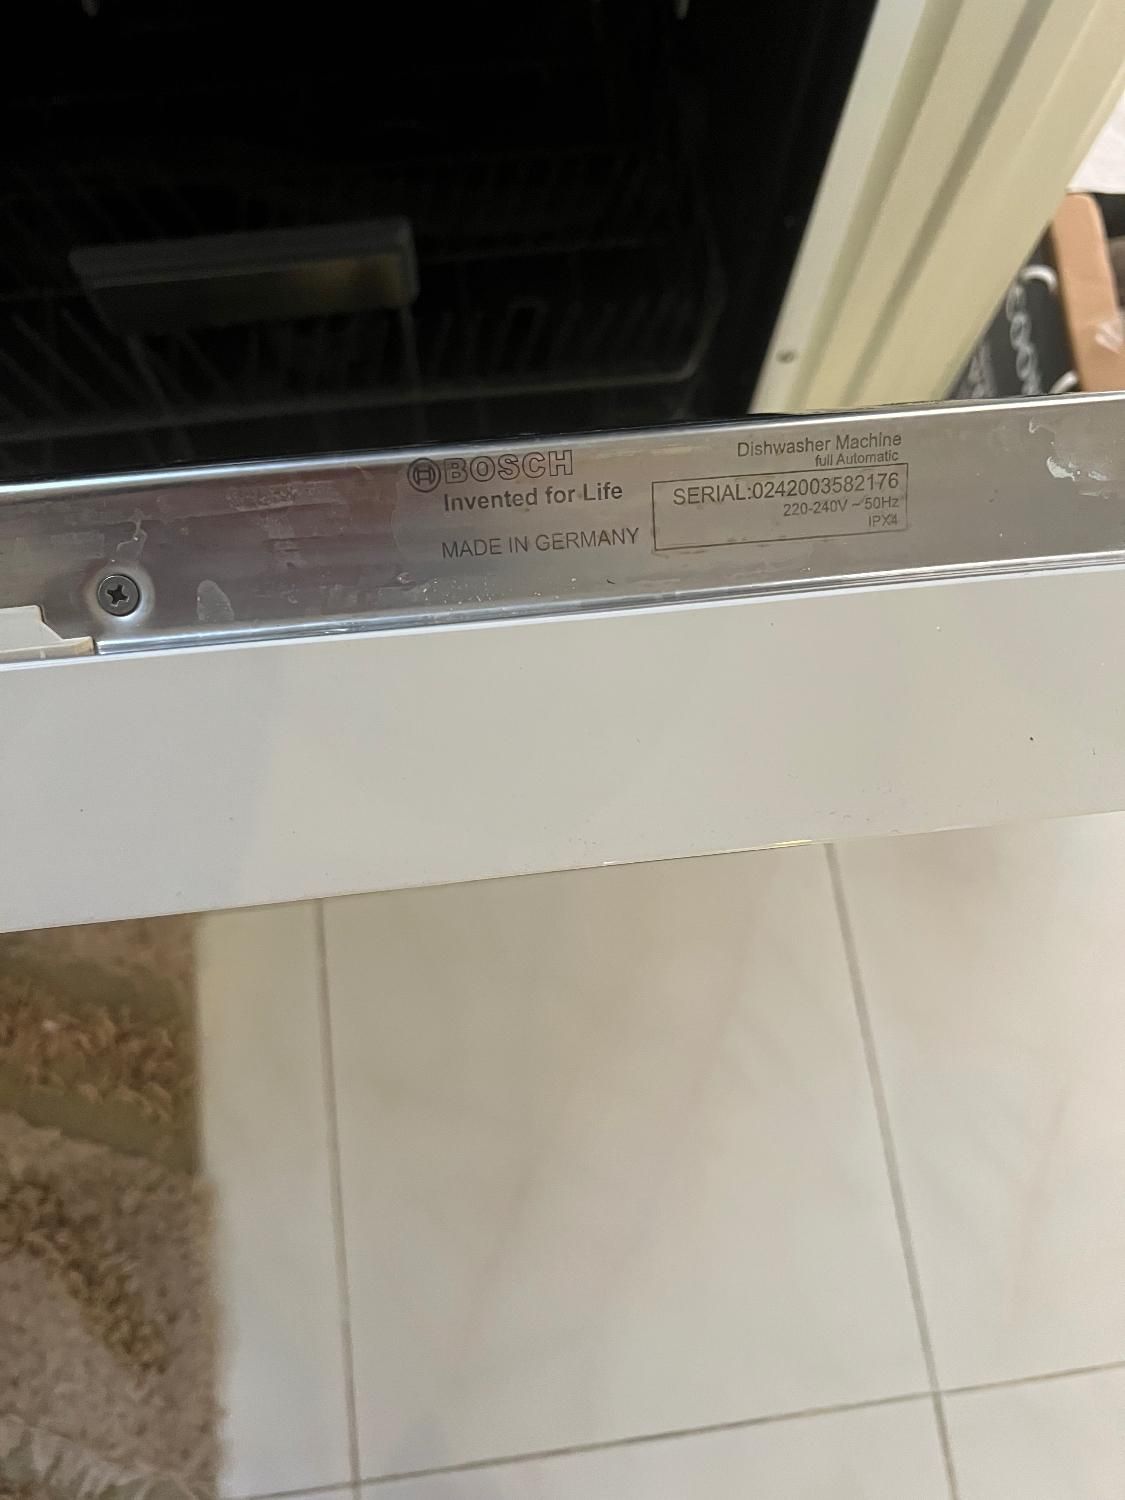 BOSCH
Invented for Life
MADE IN GERMANY
Dishwasher Machine
full Automatic
SERIAL:0242003582176
220-240V ~ 50Hz
IPX4